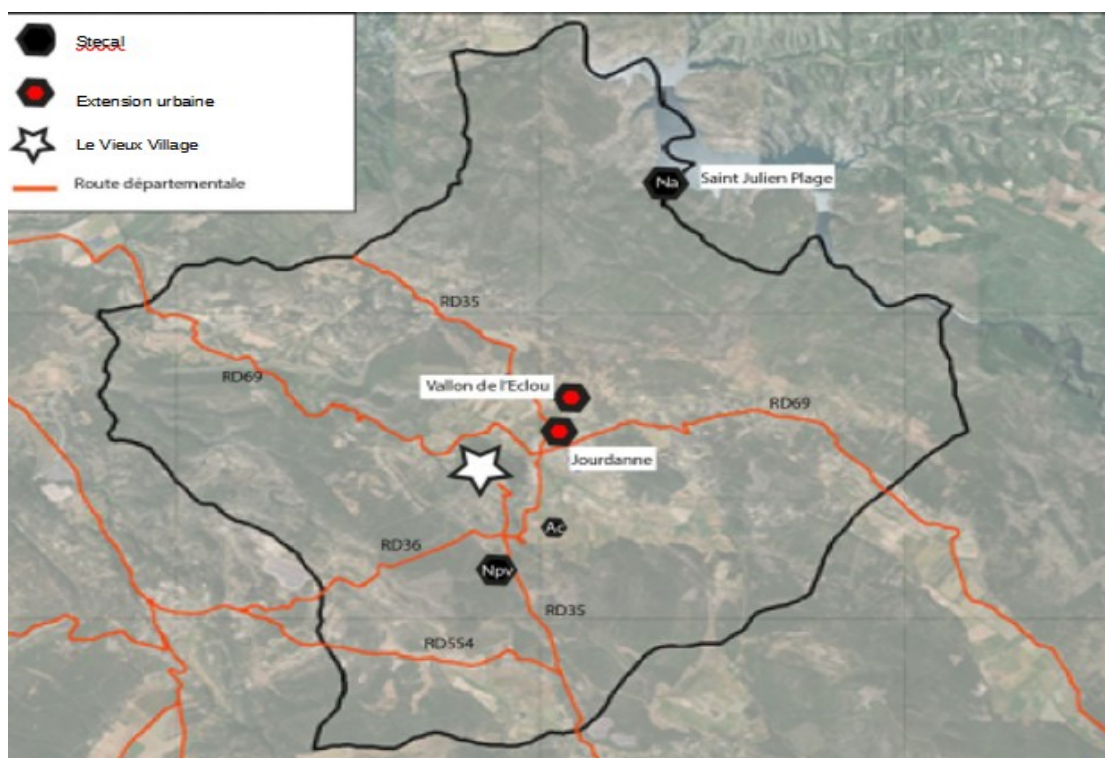 Stecal
Extension urbaine
Le Vieux Village
Route départementale
Na
Saint Julien Plage
RD35
RD69
Vallon de l'Eclou
RD69
Jourdanne
Ac
RD36
Npv
RD35
RD554